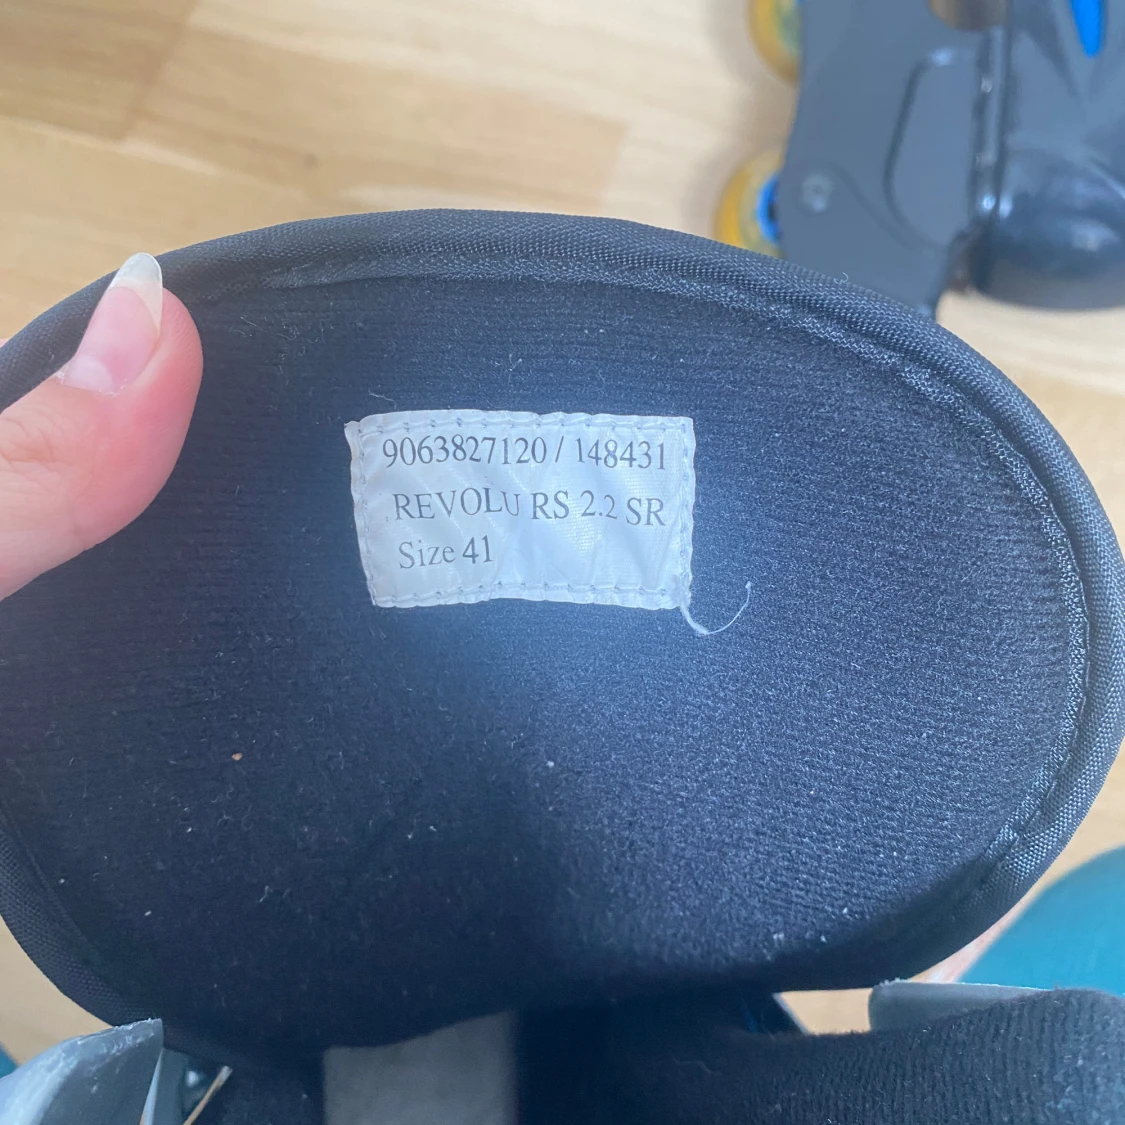 9063827120 / 148431
REVOLU RS 2.2 SR
Size 41